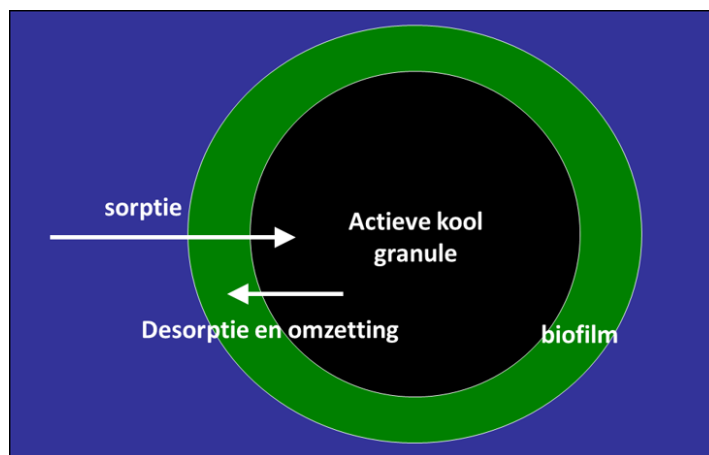 sorptie
Actieve kool
granule
Desorptie en omzetting
biofilm